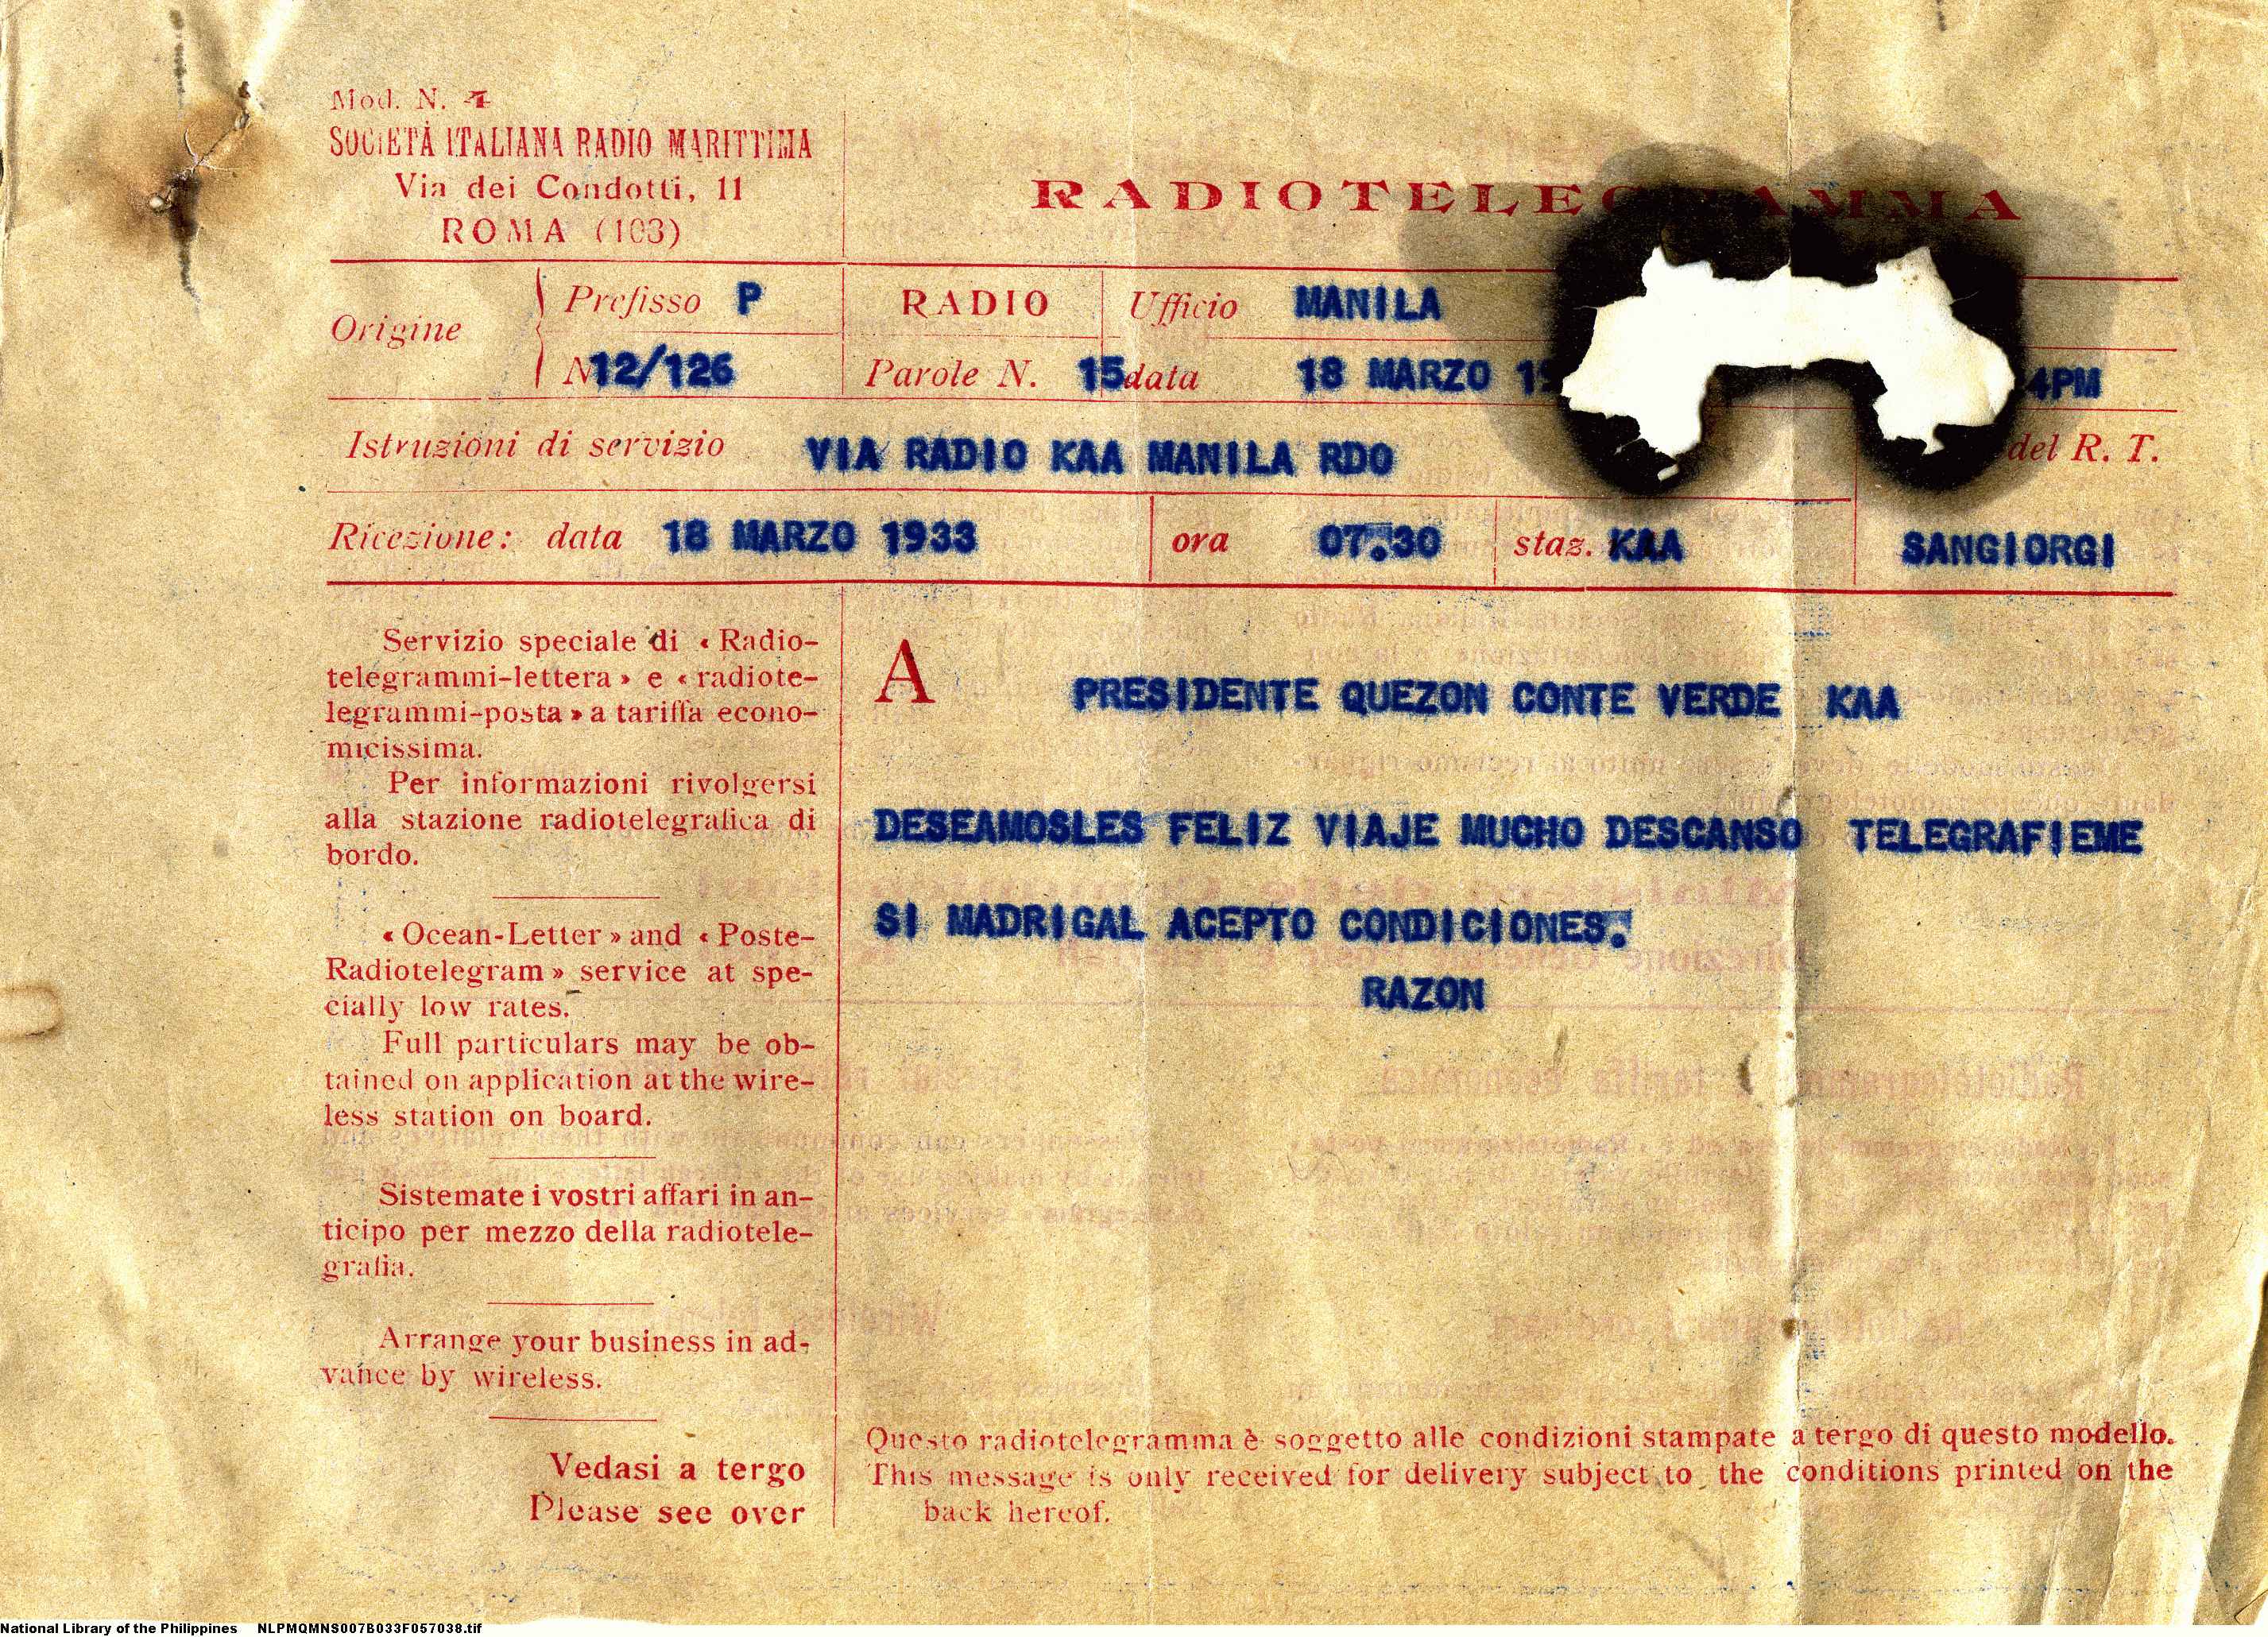 Mod. N. 4
SOCIETÀ ITALIANA RADIO MARITTIMA
Via dei Condotti, 11
ROMA (103)
RADIOTELEGRAMMA
Origine
Prefisso P
RADIO
Ufficio MANILA
N 12/126
Parole N. 15 data 18 MARZO 19
4PM
Istruzioni di servizio VIA RADIO KAA MANILA RDO
del R. T.
Ricezione: data 18 MARZO 1933 ora 07.30 staz. KAA SANGIORGI
Servizio speciale di « Radio-
telegrammi-lettera » e « radiote-
legrammi-posta » a tariffa econo-
micissima.
Per informazioni rivolgersi
alla stazione radiotelegrafica di
bordo.
« Ocean-Letter » and « Poste-
Radiotelegram » service at spe-
cially low rates.
Full particulars may be ob-
tained on application at the wire-
less station on board.
Sistemate i vostri affari in an-
ticipo per mezzo della radiotele-
grafia.
Arrange your business in ad-
vance by wireless.
Vedasi a tergo
Please see over
A
PRESIDENTE QUEZON CONTE VERDE KAA
DESEAMOSLES FELIZ VIAJE MUCHO DESCANSO TELEGRAFIEME
SI MADRIGAL ACEPTO CONDICIONES.
RAZON
Questo radiotelegramma è soggetto alle condizioni stampate a tergo di questo modello.
This message is only received for delivery subject to the conditions printed on the
back hereof.
National Library of the Philippines NLPMQMNS007B033F057038.tif